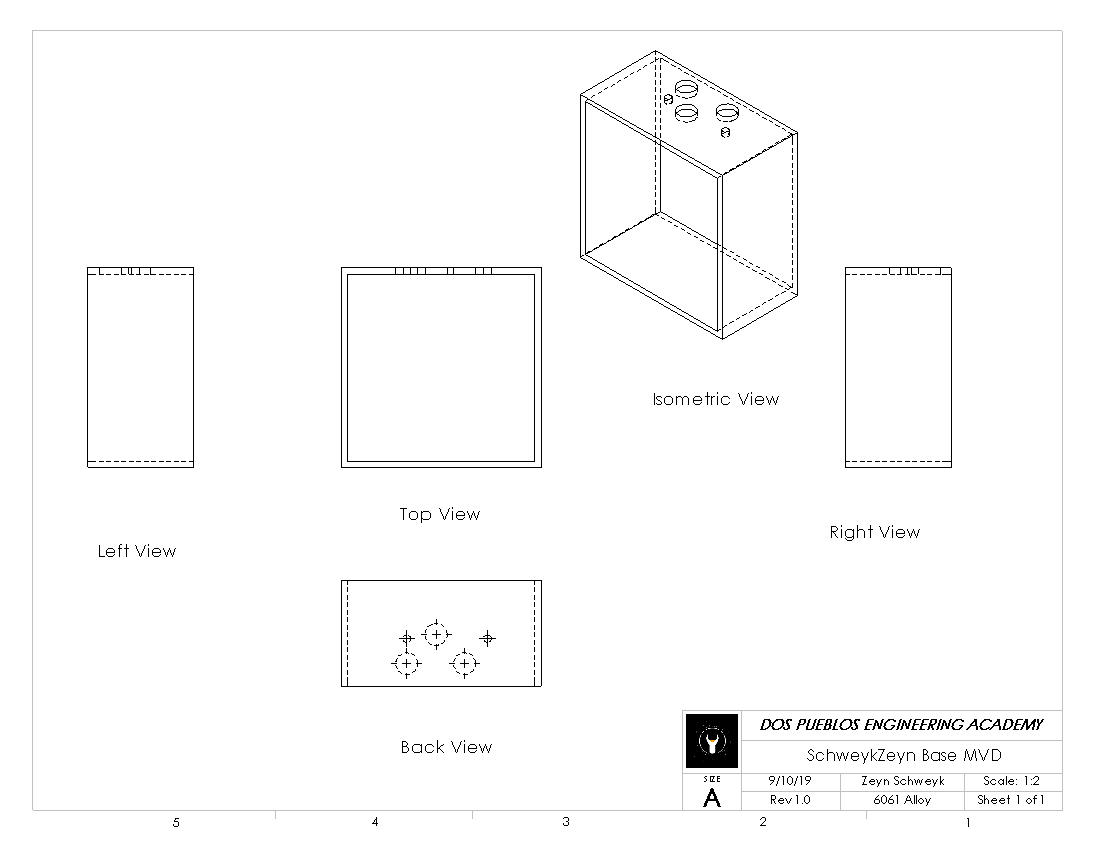 Isometric View
Top View
Right View
Left View
Back View
DOS PUEBLOS ENGINEERING ACADEMY
SchweykZeyn Base MVD
SIZE
A
9/10/19 Zeyn Schweyk Scale: 1:2
Rev1.0 6061 Alloy Sheet 1 of 1
5 4 3 2 1